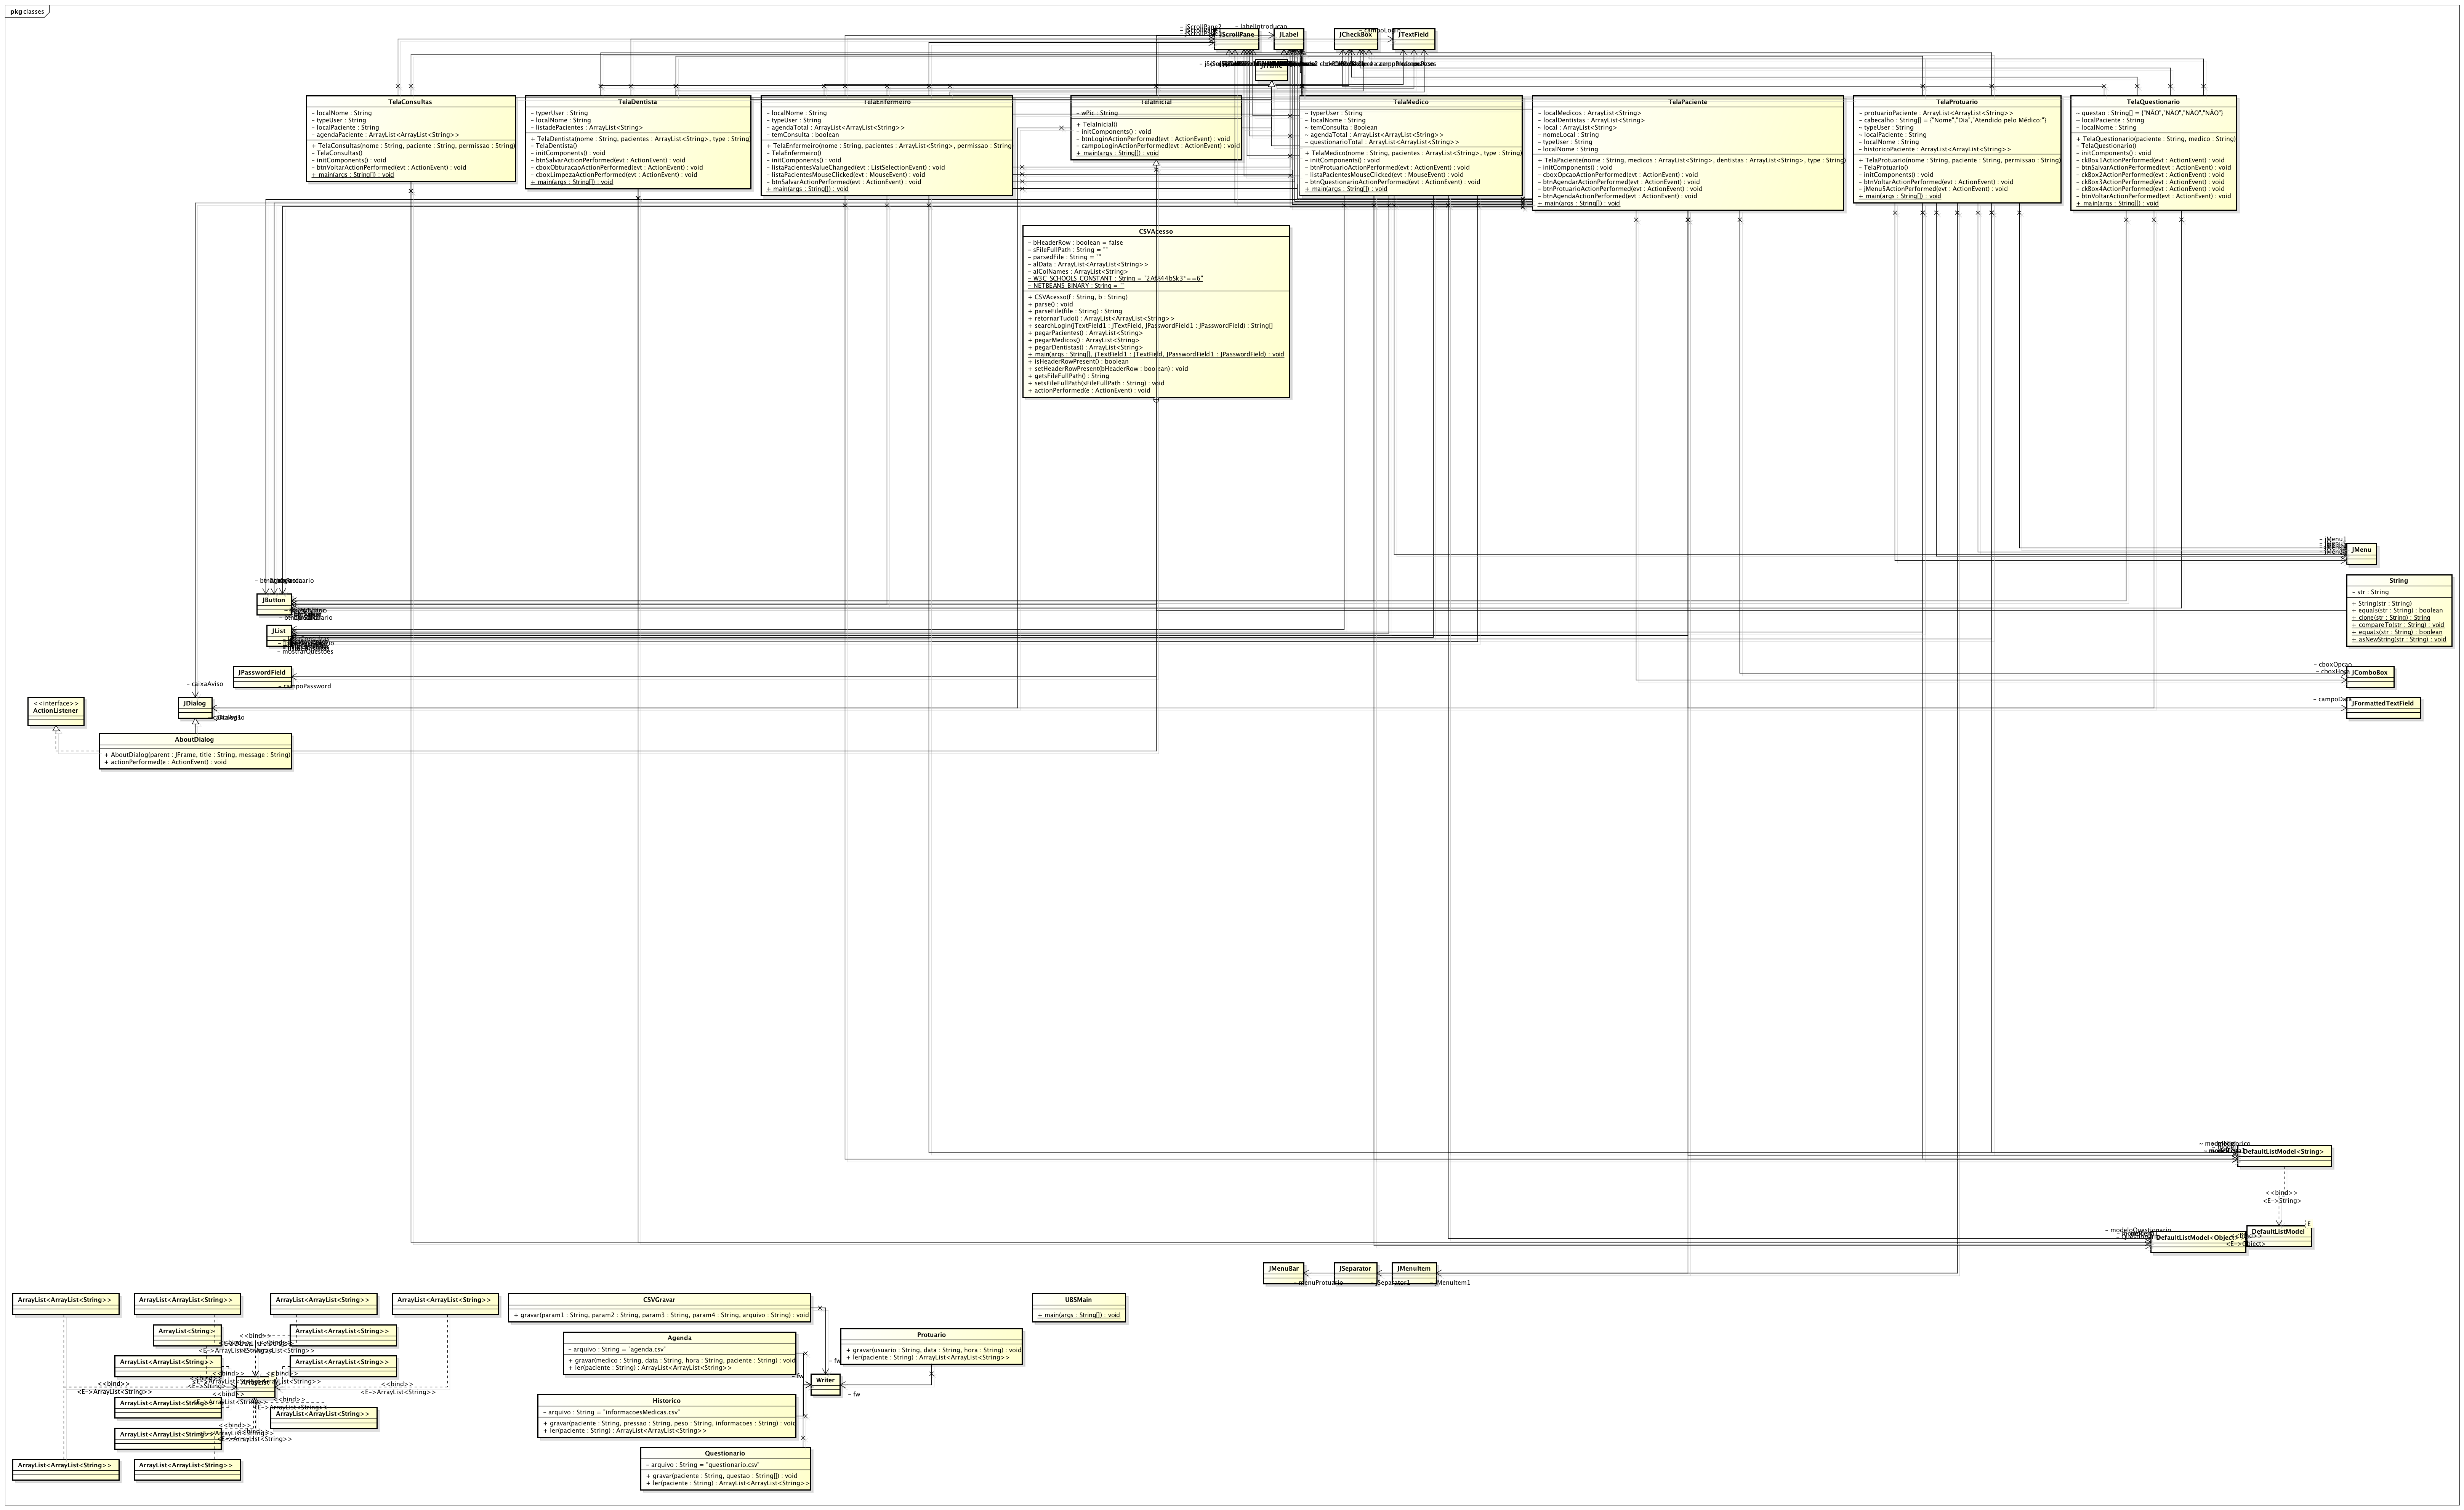 pkg classes
– labelIntroducao
JScrollPane
JLabel
JCheckBox
JTextField
TelaConsultas
~ localNome : String
~ typeUser : String
~ localPaciente : String
~ agendaPaciente : ArrayList<ArrayList<String>>
+ TelaConsultas(nome : String, paciente : String, permissao : String)
– TelaConsultas()
– initComponents() : void
– btnVoltarActionPerformed(evt : ActionEvent) : void
+ main(args : String[]) : void
TelaDentista
~ typerUser : String
~ localNome : String
~ listadePacientes : ArrayList<String>
+ TelaDentista(nome : String, pacientes : ArrayList<String>, type : String)
– TelaDentista()
– initComponents() : void
– btnSalvarActionPerformed(evt : ActionEvent) : void
– cboxObturacaoActionPerformed(evt : ActionEvent) : void
– cboxLimpezaActionPerformed(evt : ActionEvent) : void
+ main(args : String[]) : void
TelaEnfermeiro
~ localNome : String
~ typeUser : String
~ agendaTotal : ArrayList<ArrayList<String>>
~ temConsulta : boolean
+ TelaEnfermeiro(nome : String, pacientes : ArrayList<String>, permissao : String)
– TelaEnfermeiro()
– initComponents() : void
– listaPacientesValueChanged(evt : ListSelectionEvent) : void
– listaPacientesMouseClicked(evt : MouseEvent) : void
– btnSalvarActionPerformed(evt : ActionEvent) : void
+ main(args : String[]) : void
TelaInicial
~ wPic : String
+ TelaInicial()
– initComponents() : void
– btnLoginActionPerformed(evt : ActionEvent) : void
– campoLoginActionPerformed(evt : ActionEvent) : void
+ main(args : String[]) : void
TelaMedico
~ typerUser : String
~ localNome : String
~ temConsulta : Boolean
~ agendaTotal : ArrayList<ArrayList<String>>
~ questionarioTotal : ArrayList<ArrayList<String>>
+ TelaMedico(nome : String, pacientes : ArrayList<String>, type : String)
– initComponents() : void
– btnProtuarioActionPerformed(evt : ActionEvent) : void
– listaPacientesMouseClicked(evt : MouseEvent) : void
– btnQuestionarioActionPerformed(evt : ActionEvent) : void
+ main(args : String[]) : void
TelaPaciente
~ localMedicos : ArrayList<String>
~ localDentistas : ArrayList<String>
~ local : ArrayList<String>
~ nomeLocal : String
~ typeUser : String
+ TelaPaciente(nome : String, medicos : ArrayList<String>, dentistas : ArrayList<String>, type : String)
– initComponents() : void
– cboxOpcaoActionPerformed(evt : ActionEvent) : void
– btnAgendarActionPerformed(evt : ActionEvent) : void
– btnProtuarioActionPerformed(evt : ActionEvent) : void
– btnAgendaActionPerformed(evt : ActionEvent) : void
+ main(args : String[]) : void
TelaProtuario
~ protuarioPaciente : ArrayList<ArrayList<String>>
~ cabecalho : String[] = {"Nome","Dia","Atendido pelo Médico:"}
~ typeUser : String
~ localPaciente : String
~ localNome : String
~ historicoPaciente : ArrayList<ArrayList<String>>
+ TelaProtuario(nome : String, paciente : String, permissao : String)
– TelaProtuario()
– initComponents() : void
– btnVoltarActionPerformed(evt : ActionEvent) : void
– jMenu5ActionPerformed(evt : ActionEvent) : void
+ main(args : String[]) : void
TelaQuestionario
~ questao : String[] = {"NÃO","NÃO","NÃO","NÃO"}
~ localPaciente : String
~ localNome : String
+ TelaQuestionario(paciente : String, medico : String)
– TelaQuestionario()
– initComponents() : void
– ckBox1ActionPerformed(evt : ActionEvent) : void
– btnSalvarActionPerformed(evt : ActionEvent) : void
– ckBox2ActionPerformed(evt : ActionEvent) : void
– ckBox3ActionPerformed(evt : ActionEvent) : void
– ckBox4ActionPerformed(evt : ActionEvent) : void
– btnVoltarActionPerformed(evt : ActionEvent) : void
+ main(args : String[]) : void
CSVAcesso
– bHeaderRow : boolean = false
– sFileFullPath : String = ""
– parsedFile : String = ""
– alData : ArrayList<ArrayList<String>>
– alColNames : ArrayList<String>
– NETBEANS_BINARY : String = ""
+ CSVAcesso(f : String, b : String)
+ parse() : void
+ parseFile(file : String) : String
+ retornarTudo() : ArrayList<ArrayList<String>>
+ searchLogin(jTextField1 : JTextField, JPasswordField1 : JPasswordField) : String[]
+ pegarPacientes() : ArrayList<String>
+ pegarMedicos() : ArrayList<String>
+ pegarDentistas() : ArrayList<String>
+ main(args : String[], jTextField1 : JTextField, JPasswordField1 : JPasswordField) : void
+ isHeaderRowPresent() : boolean
+ setHeaderRowPresent(bHeaderRow : boolean) : void
+ getsFileFullPath() : String
+ setsFileFullPath(sFileFullPath : String) : void
+ actionPerformed(e : ActionEvent) : void
– jMenu1
JMenu
JButton
JList
– mostrarQuestoes
String
~ str : String
+ String(str : String)
+ equals(str : String) : boolean
+ clone(str : String) : String
+ compareTo(str : String) : void
+ equals(str : String) : boolean
+ asNewString(str : String) : void
JPasswordField
– campoPassword
– cboxOpcao
– cboxHora
JComboBox
– caixaAviso
<<interface>>
ActionListener
JDialog
– campoData
JFormattedTextField
AboutDialog
+ AboutDialog(parent : JFrame, title : String, message : String)
+ actionPerformed(e : ActionEvent) : void
DefaultListModel<String>
<<bind>>
<E->String>
– modeloQuestionario
DefaultListModel
E
DefaultListModel<Object>
JMenuBar
JSeparator
JMenuItem
– menuProtuario
– jSeparator1
– jMenuItem1
ArrayList<ArrayList<String>>
ArrayList<ArrayList<String>>
ArrayList<ArrayList<String>>
ArrayList<ArrayList<String>>
ArrayList<String>
ArrayList<ArrayList<String>>
ArrayList<ArrayList<String>>
ArrayList<ArrayList<String>>
<<bind>>
<E->ArrayList<String>>
<<bind>>
<E->ArrayList<String>>
ArrayList<ArrayList<String>>
ArrayList<ArrayList<String>>
ArrayList<ArrayList<String>>
ArrayList<ArrayList<String>>
ArrayList<ArrayList<String>>
CSVGravar
+ gravar(param1 : String, param2 : String, param3 : String, param4 : String, arquivo : String) : void
UBSMain
+ main(args : String[]) : void
Agenda
– arquivo : String = "agenda.csv"
+ gravar(medico : String, data : String, hora : String, paciente : String) : void
+ ler(paciente : String) : ArrayList<ArrayList<String>>
Protuario
+ gravar(usuario : String, data : String, hora : String) : void
+ ler(paciente : String) : ArrayList<ArrayList<String>>
– fw
– fw
Writer
– fw
Historico
– arquivo : String = "informacoesMedicas.csv"
+ gravar(paciente : String, pressao : String, peso : String, informacoes : String) : void
+ ler(paciente : String) : ArrayList<ArrayList<String>>
Questionario
– arquivo : String = "questionario.csv"
+ gravar(paciente : String, questao : String[]) : void
+ ler(paciente : String) : ArrayList<ArrayList<String>>